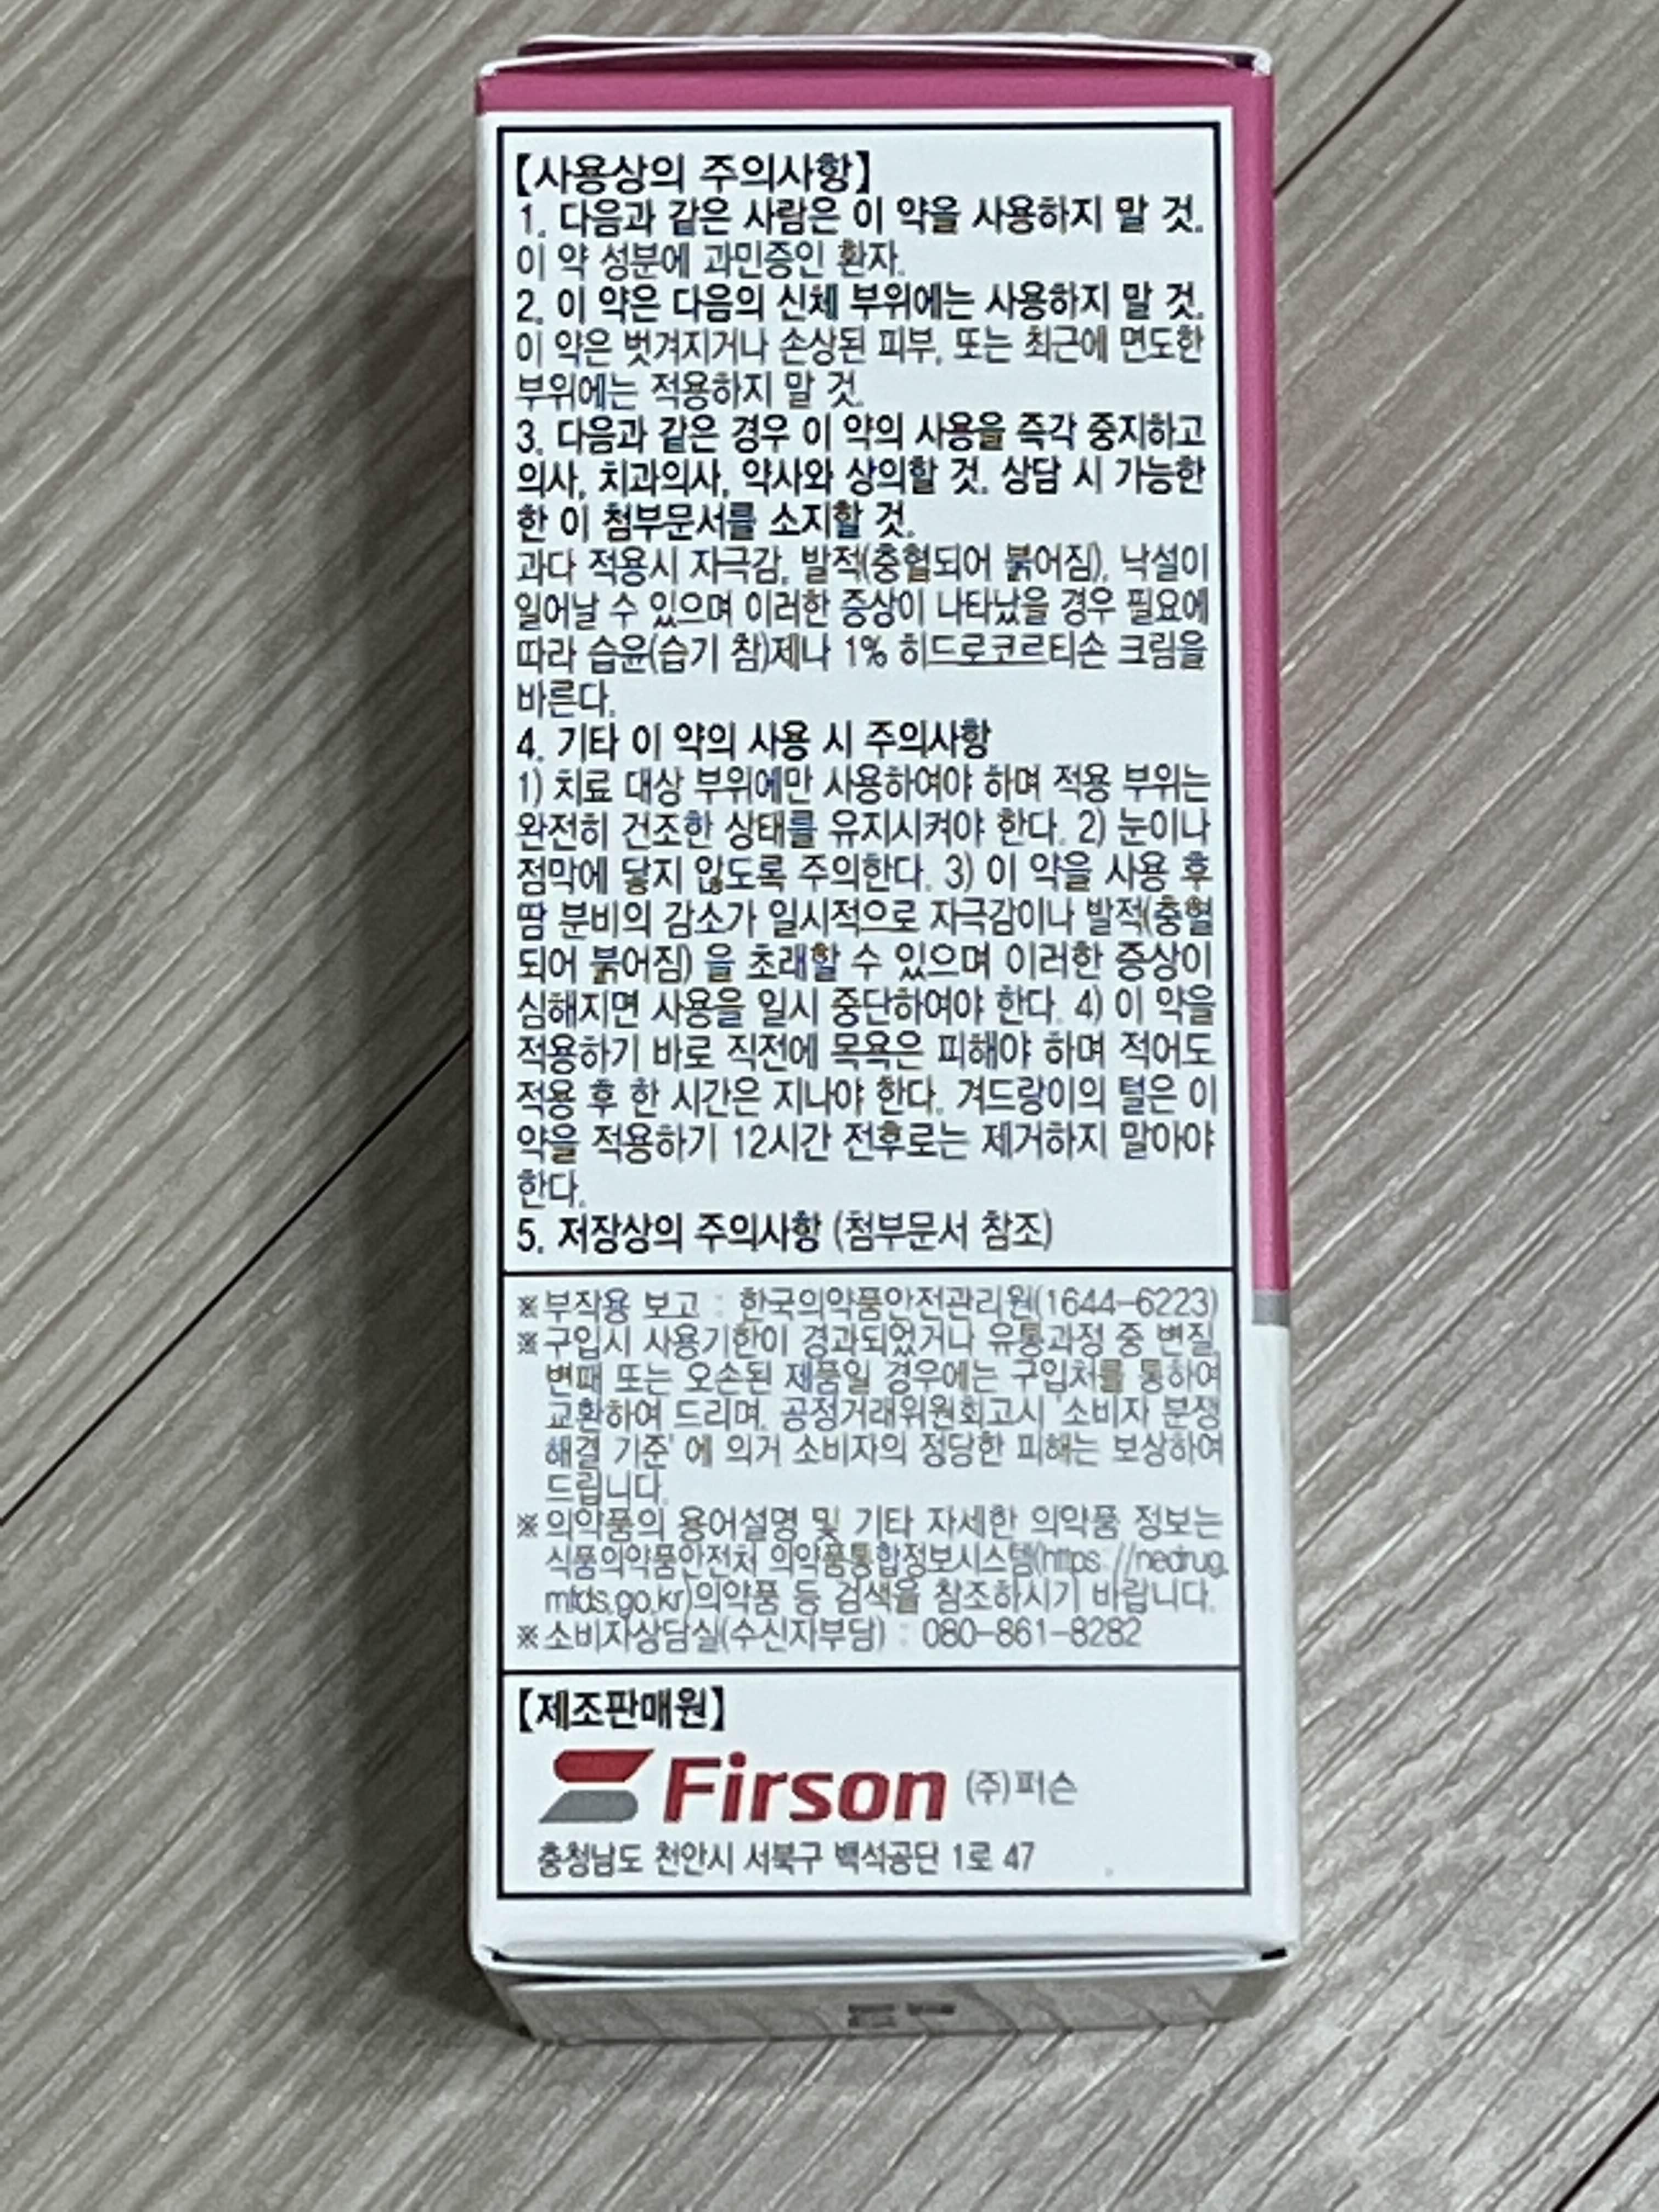 【사용상의 주의사항】
1. 다음과 같은 사람은 이 약을 사용하지 말 것.
이 약 성분에 과민증인 환자.
2. 이 약은 다음의 신체 부위에는 사용하지 말 것.
이 약은 벗겨지거나 손상된 피부, 또는 최근에 면도한
부위에는 적용하지 말 것.
3. 다음과 같은 경우 이 약의 사용을 즉각 중지하고
의사, 치과의사, 약사와 상의할 것. 상담 시 가능한
한 이 첨부문서를 소지할 것.
과다 적용시 자극감, 발적(충혈되어 붉어짐), 낙설이
일어날 수 있으며 이러한 증상이 나타났을 경우 필요에
따라 습윤(습기 참)제나 1% 히드로코르티손 크림을
바른다.
4. 기타 이 약의 사용 시 주의사항
1) 치료 대상 부위에만 사용하여야 하며 적용 부위는
완전히 건조한 상태를 유지시켜야 한다. 2) 눈이나
점막에 닿지 않도록 주의한다. 3) 이 약을 사용 후
땀 분비의 감소가 일시적으로 자극감이나 발적(충혈
되어 붉어짐) 을 초래할 수 있으며 이러한 증상이
심해지면 사용을 일시 중단하여야 한다. 4) 이 약을
적용하기 바로 직전에 목욕은 피해야 하며 적어도
적용 후 한 시간은 지나야 한다. 겨드랑이의 털은 이
약을 적용하기 12시간 전후로는 제거하지 말아야
한다.
5. 저장상의 주의사항 (첨부문서 참조)
※부작용 보고 : 한국의약품안전관리원(1644-6223)
※구입시 사용기한이 경과되었거나 유통과정 중 변질,
변패 또는 오손된 제품일 경우에는 구입처를 통하여
교환하여 드리며, 공정거래위원회고시 '소비자 분쟁
해결 기준' 에 의거 소비자의 정당한 피해는 보상하여
드립니다.
※의약품의 용어설명 및 기타 자세한 의약품 정보는
식품의약품안전처 의약품통합정보시스템(https://nedrug.
mfds.go.kr)의약품 등 검색을 참조하시기 바랍니다.
※소비자상담실(수신자부담) : 080-861-8282
【제조판매원】
Firson (주)퍼슨
충청남도 천안시 서북구 백석공단 1로 47